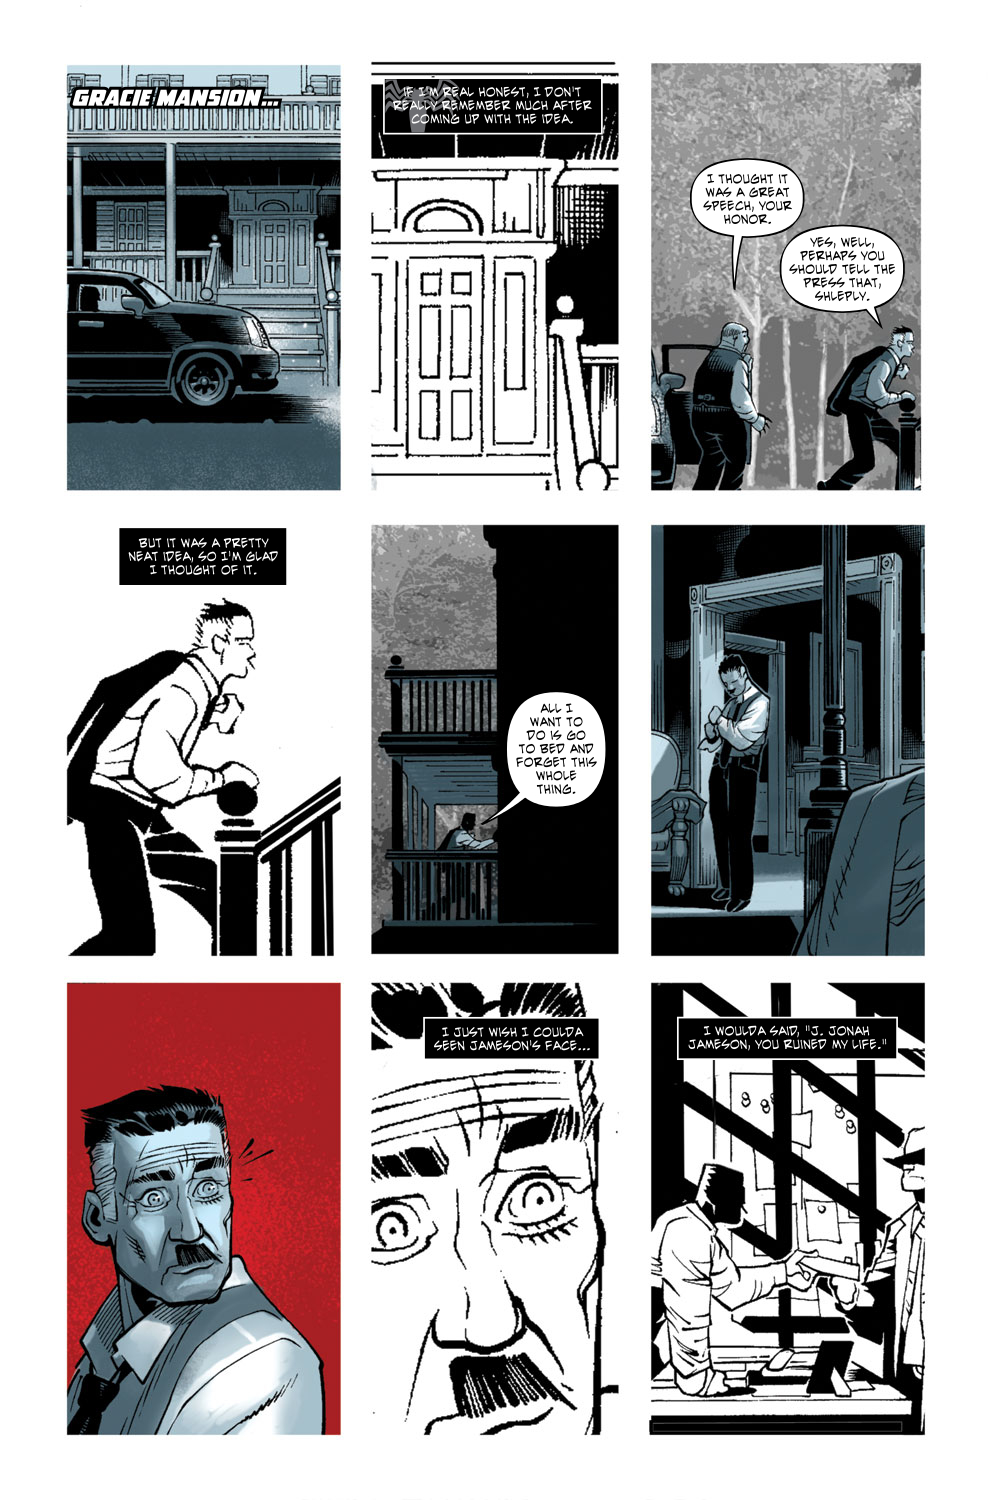 GRACIE MANSION...
IF I'M REAL HONEST, I DON'T
REALLY REMEMBER MUCH AFTER
COMING UP WITH THE IDEA.
I THOUGHT IT
WAS A GREAT
SPEECH, YOUR
HONOR.
YES, WELL,
PERHAPS YOU
SHOULD TELL THE
PRESS THAT,
SHLEPLY.
BUT IT WAS A PRETTY
NEAT IDEA, SO I'M GLAD
I THOUGHT OF IT.
ALL I
WANT TO
DO IS GO
TO BED AND
FORGET THIS
WHOLE
THING.
I JUST WISH I COULDA
SEEN JAMESON'S FACE...
I WOULDA SAID, "J. JONAH
JAMESON, YOU RUINED MY LIFE."